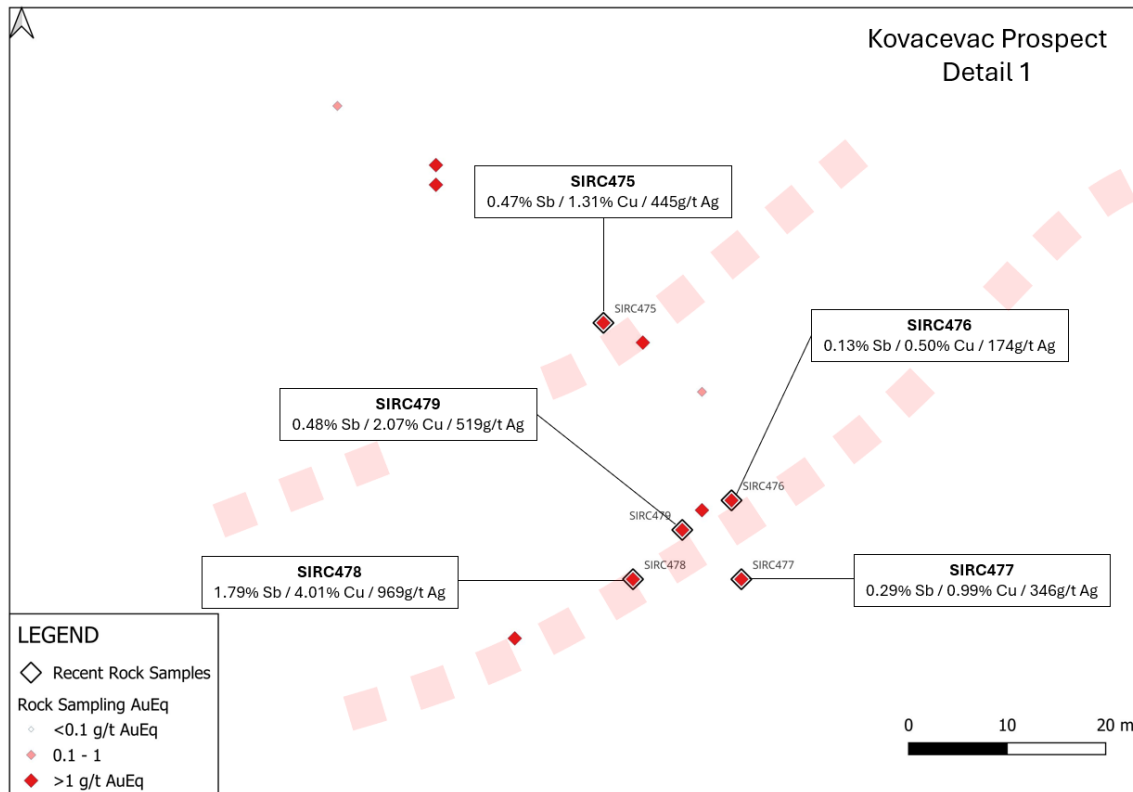 Kovacevac Prospect
Detail 1
SIRC475
0.47% Sb / 1.31% Cu / 445g/t Ag
SIRC475
SIRC476
0.13% Sb / 0.50% Cu / 174g/t Ag
SIRC479
0.48% Sb / 2.07% Cu / 519g/t Ag
SIRC476
SIRC479
SIRC478
1.79% Sb / 4.01% Cu / 969g/t Ag
SIRC478
SIRC477
SIRC477
0.29% Sb / 0.99% Cu / 346g/t Ag
LEGEND
Recent Rock Samples
Rock Sampling AuEq
<0.1 g/t AuEq
0.1 - 1
>1 g/t AuEq
0 10 20 m